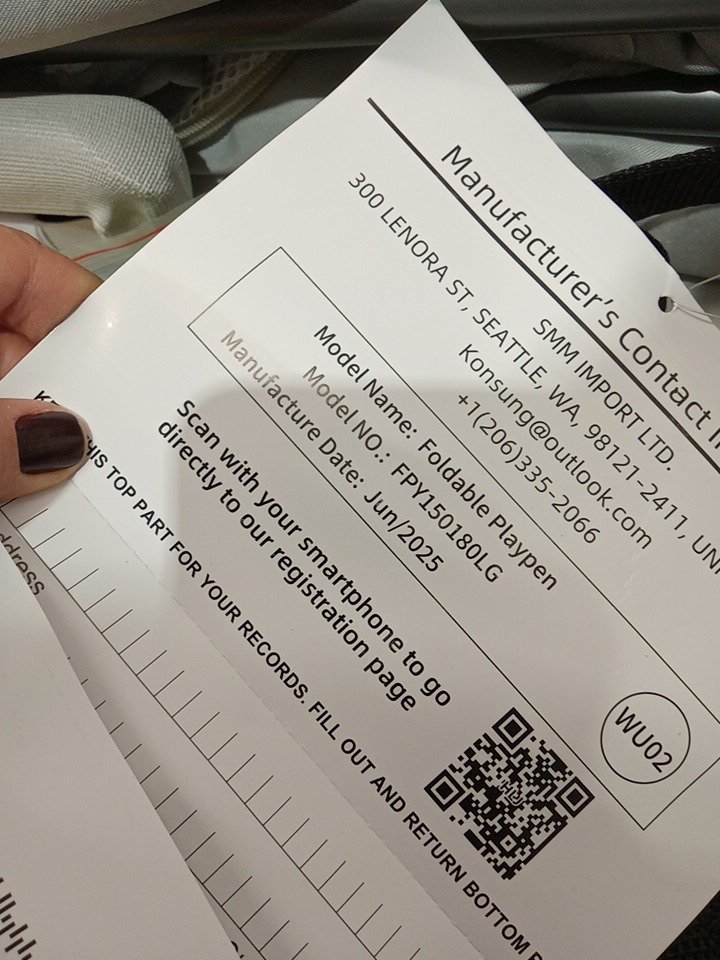 Manufacturer's Contact
SMM IMPORT LTD.
300 LENORA ST, SEATTLE, WA, 98121-2411, UN
Konsung@outlook.com
+1(206)335-2066
Model Name: Foldable Playpen
Model NO.: FPY150180LG
Manufacture Date: Jun/2025
WU02
Scan with your smartphone to go
directly to our registration page
THIS TOP PART FOR YOUR RECORDS. FILL OUT AND RETURN BOTTOM
ddress